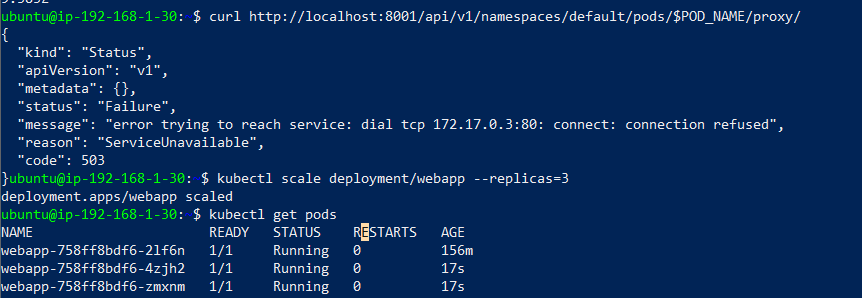 ubuntu@ip-192-168-1-30: $ curl http://localhost:8001/api/v1/namespaces/default/pods/$POD_NAME/proxy/
{
  "kind": "Status",
  "apiVersion": "v1",
  "metadata": {},
  "status": "Failure",
  "message": "error trying to reach service: dial tcp 172.17.0.3:80: connect: connection refused",
  "reason": "ServiceUnavailable",
  "code": 503
}ubuntu@ip-192-168-1-30: $ kubectl scale deployment/webapp --replicas=3
deployment.apps/webapp scaled
ubuntu@ip-192-168-1-30: $ kubectl get pods
NAME                      READY   STATUS    RESTARTS   AGE
webapp-758ff8bdf6-2lf6n   1/1     Running   0          156m
webapp-758ff8bdf6-4zjh2   1/1     Running   0          17s
webapp-758ff8bdf6-zmxnm   1/1     Running   0          17s